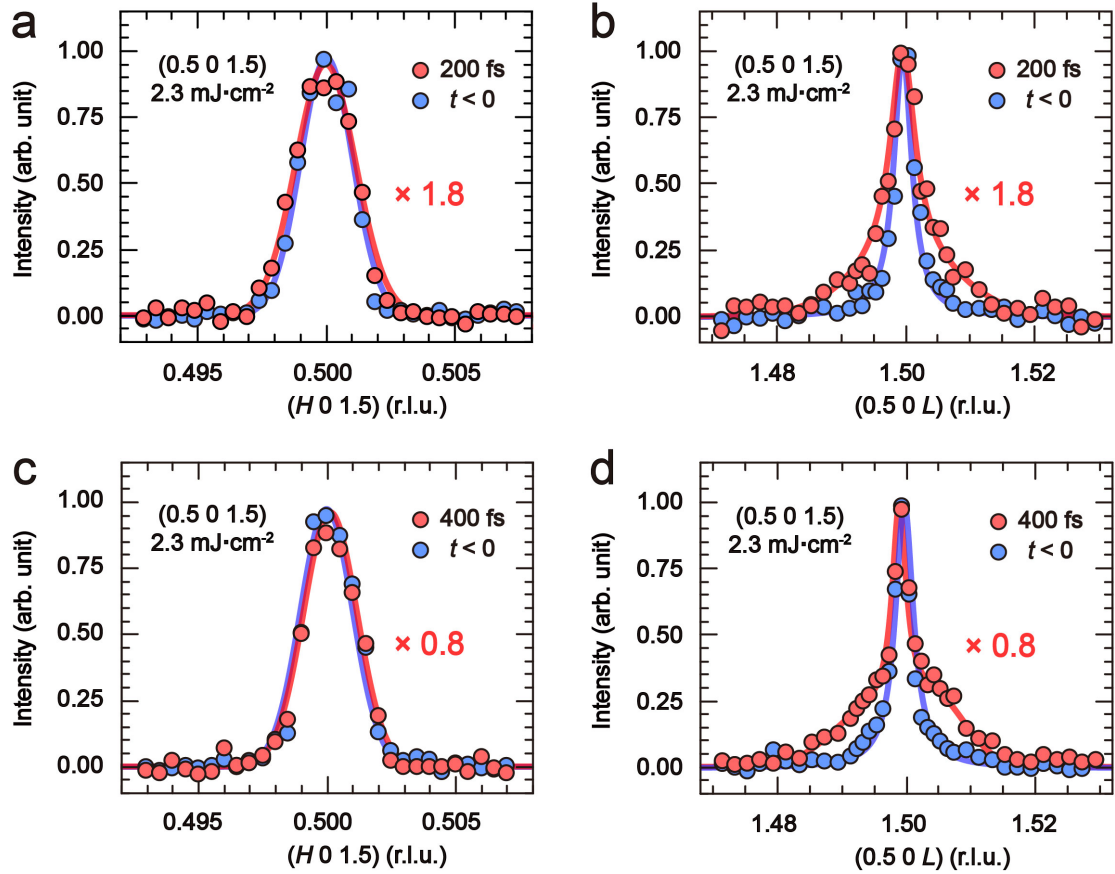 a
(0.5 0 1.5)
2.3 mJ·cm⁻²
200 fs
t < 0
× 1.8
Intensity (arb. unit)
1.00
0.75
0.50
0.25
0.00
0.495
0.500
0.505
(H 0 1.5) (r.l.u.)
b
(0.5 0 1.5)
2.3 mJ·cm⁻²
200 fs
t < 0
× 1.8
Intensity (arb. unit)
1.00
0.75
0.50
0.25
0.00
1.48
1.50
1.52
(0.5 0 L) (r.l.u.)
c
(0.5 0 1.5)
2.3 mJ·cm⁻²
400 fs
t < 0
× 0.8
Intensity (arb. unit)
1.00
0.75
0.50
0.25
0.00
0.495
0.500
0.505
(H 0 1.5) (r.l.u.)
d
(0.5 0 1.5)
2.3 mJ·cm⁻²
400 fs
t < 0
× 0.8
Intensity (arb. unit)
1.00
0.75
0.50
0.25
0.00
1.48
1.50
1.52
(0.5 0 L) (r.l.u.)